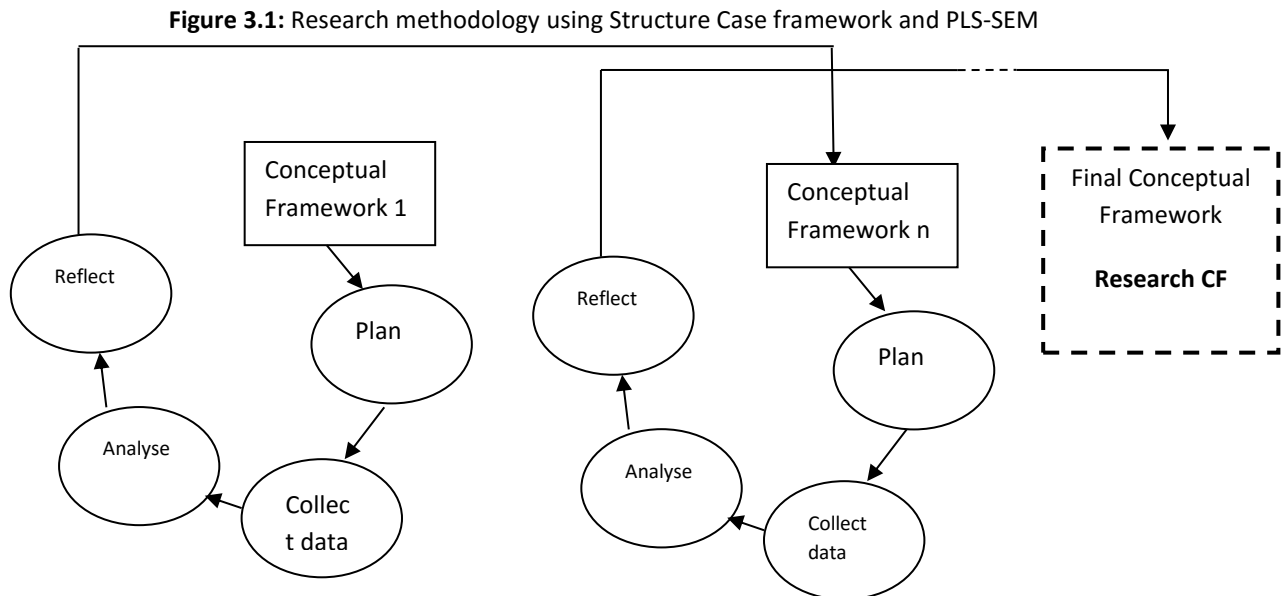 Figure 3.1: Research methodology using Structure Case framework and PLS-SEM
Conceptual
Framework 1
Plan
Collec
t data
Analyse
Reflect
Conceptual
Framework n
Plan
Collect
data
Analyse
Reflect
Final Conceptual
Framework
Research CF